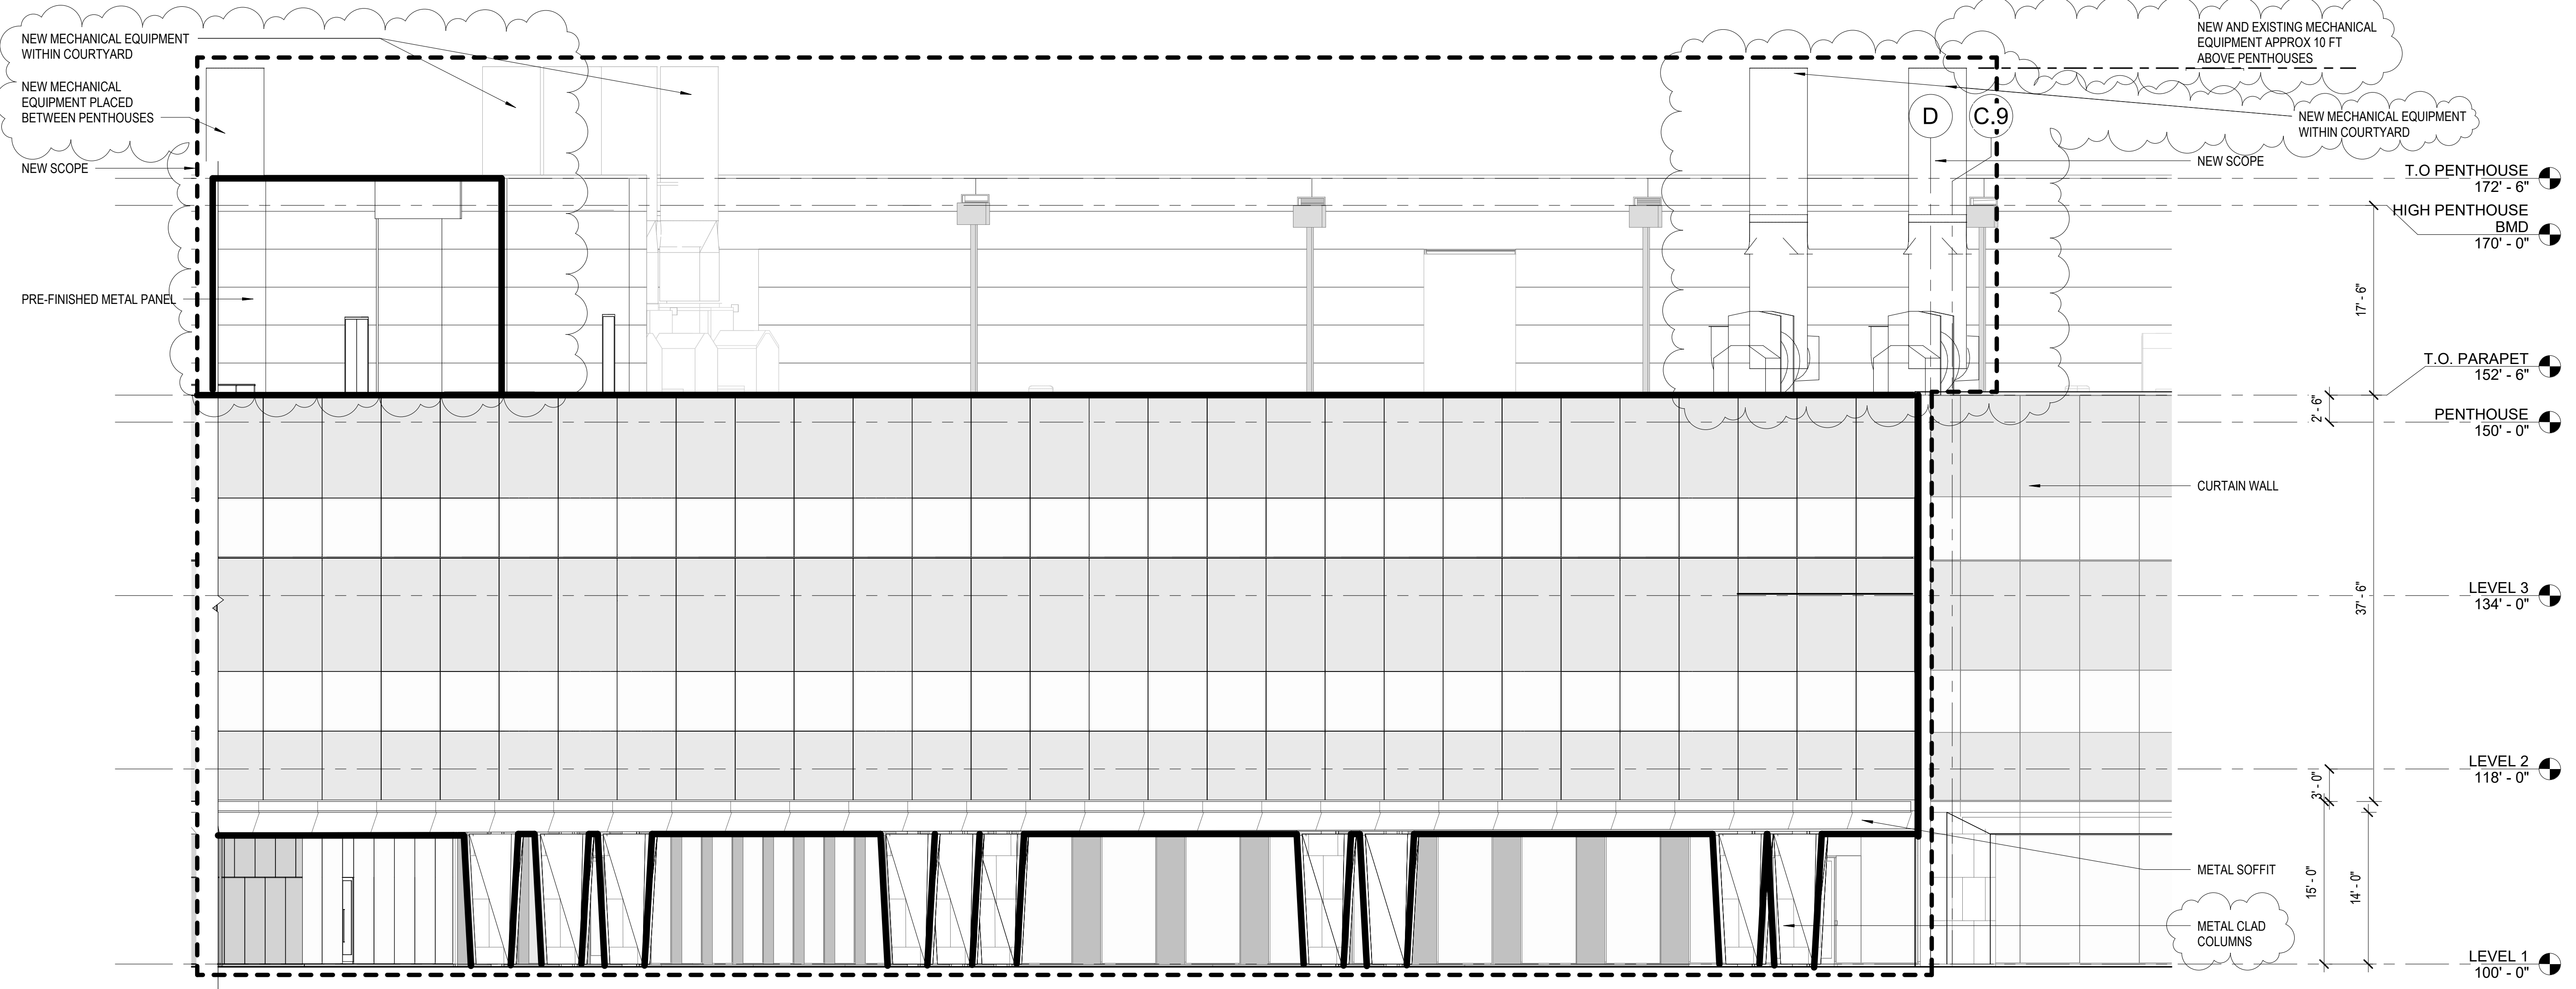 NEW MECHANICAL EQUIPMENT
WITHIN COURTYARD
NEW MECHANICAL
EQUIPMENT PLACED
BETWEEN PENTHOUSES
NEW SCOPE
PRE-FINISHED METAL PANEL
NEW AND EXISTING MECHANICAL
EQUIPMENT APPROX 10 FT
ABOVE PENTHOUSES
D
C.9
NEW MECHANICAL EQUIPMENT
WITHIN COURTYARD
NEW SCOPE
T.O PENTHOUSE
172' - 6"
HIGH PENTHOUSE
BMD
170' - 0"
17' - 6"
T.O. PARAPET
152' - 6"
2' - 6"
PENTHOUSE
150' - 0"
CURTAIN WALL
LEVEL 3
134' - 0"
37' - 6"
LEVEL 2
118' - 0"
3' - 0"
METAL SOFFIT
15' - 0"
14' - 0"
METAL CLAD
COLUMNS
LEVEL 1
100' - 0"